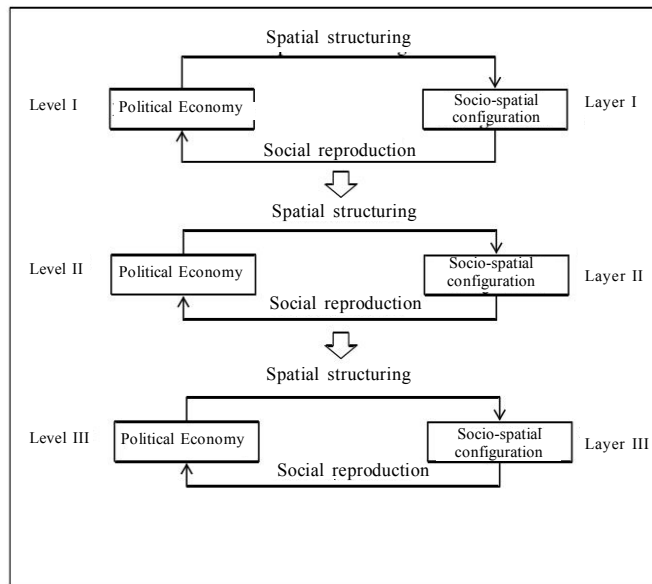 Spatial structuring
Level I
Political Economy
Socio-spatial
configuration
Layer I
Social reproduction
Spatial structuring
Level II
Political Economy
Socio-spatial
configuration
Layer II
Social reproduction
Spatial structuring
Level III
Political Economy
Socio-spatial
configuration
Layer III
Social reproduction